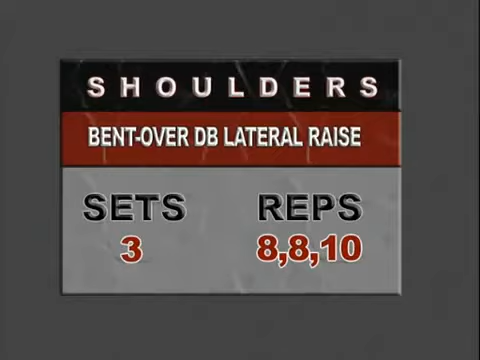 SHOULDERS
BENT-OVER DB LATERAL RAISE
SETS REPS
3 8,8,10